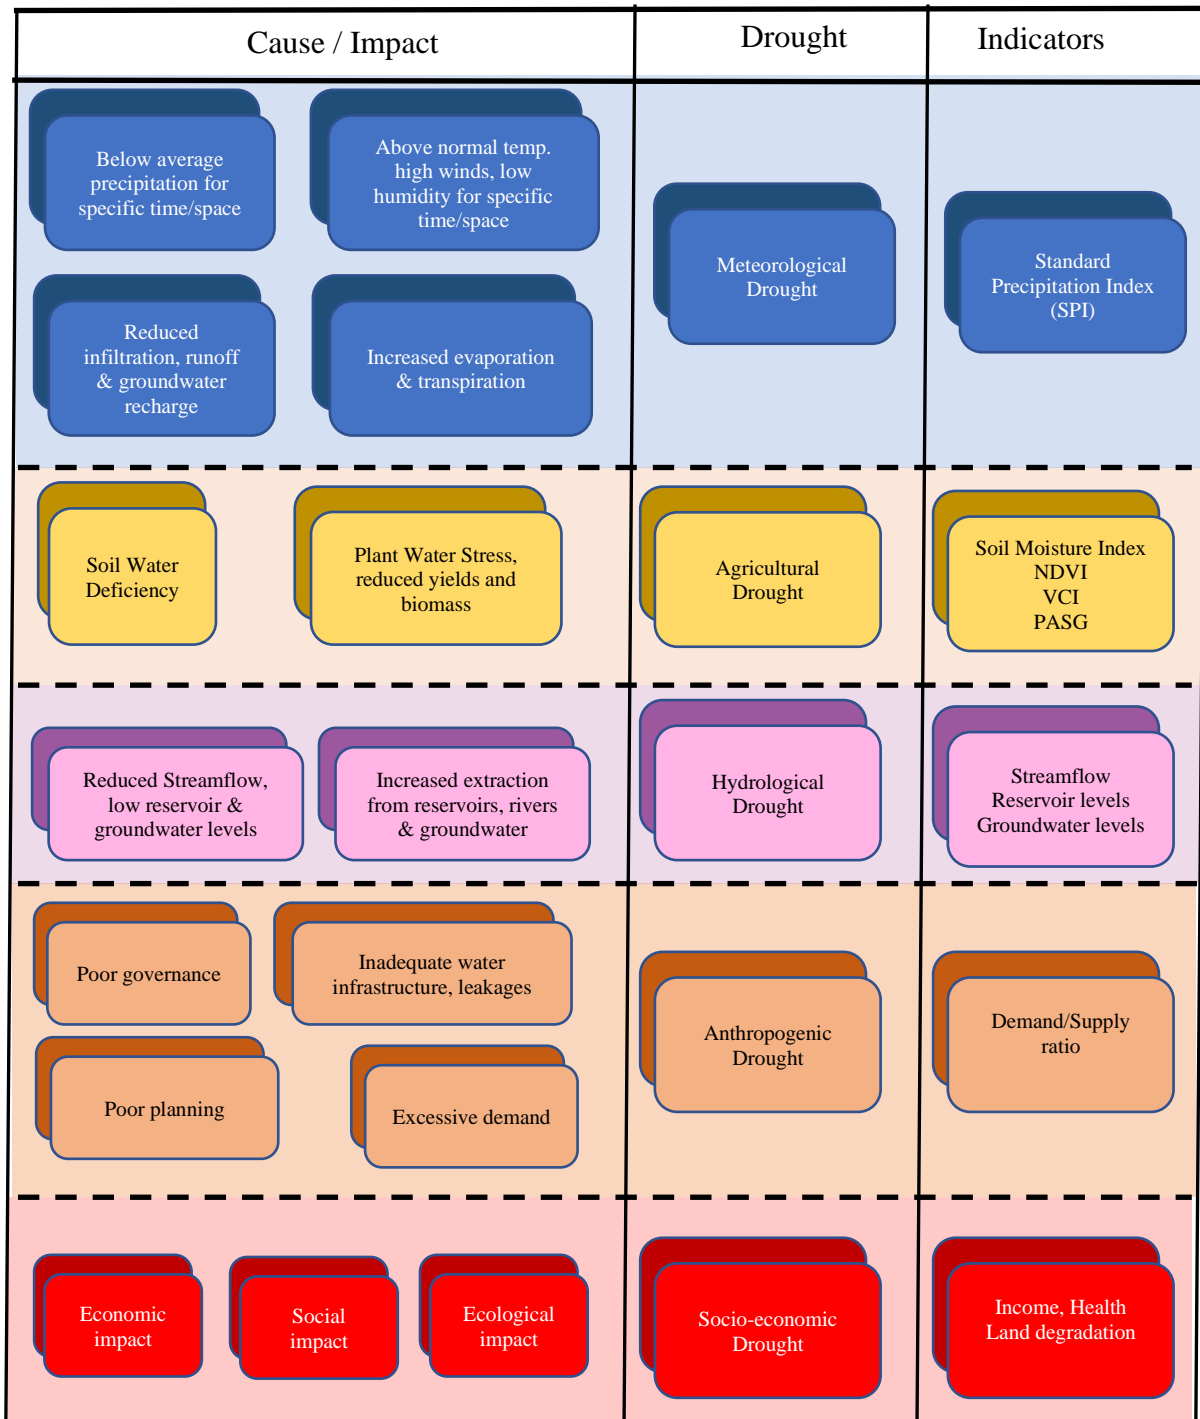 Cause / Impact
Drought
Indicators
Below average
precipitation for
specific time/space
Above normal temp.
high winds, low
humidity for specific
time/space
Meteorological
Drought
Standard
Precipitation Index
(SPI)
Reduced
infiltration, runoff
& groundwater
recharge
Increased evaporation
& transpiration
Soil Water
Deficiency
Plant Water Stress,
reduced yields and
biomass
Agricultural
Drought
Soil Moisture Index
NDVI
VCI
PASG
Reduced Streamflow,
low reservoir &
groundwater levels
Increased extraction
from reservoirs, rivers
& groundwater
Hydrological
Drought
Streamflow
Reservoir levels
Groundwater levels
Poor governance
Inadequate water
infrastructure, leakages
Poor planning
Excessive demand
Anthropogenic
Drought
Demand/Supply
ratio
Economic
impact
Social
impact
Ecological
impact
Socio-economic
Drought
Income, Health
Land degradation